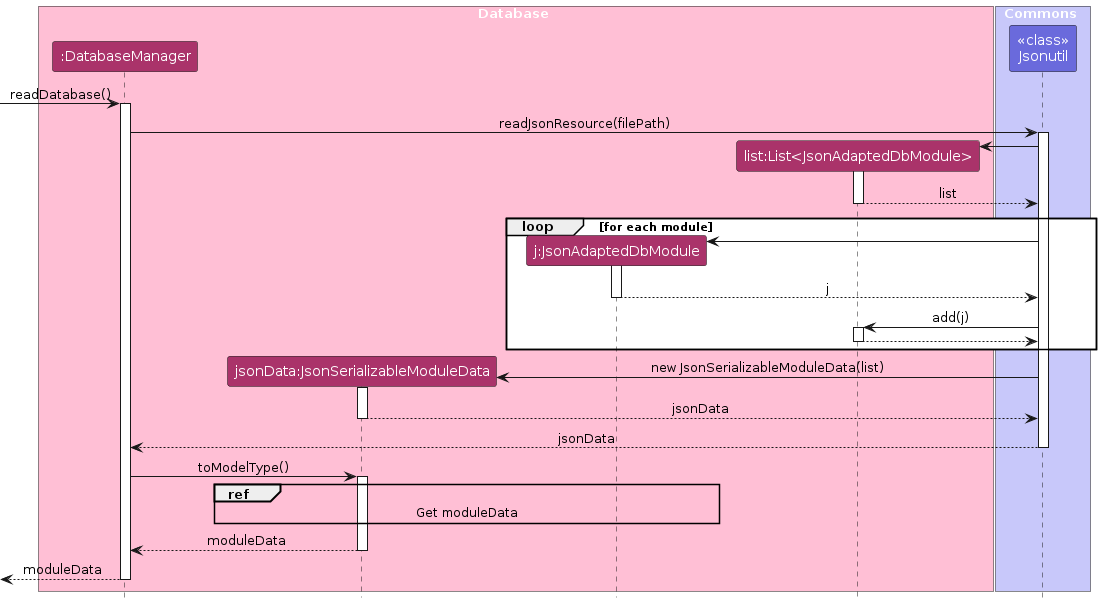 Database
Commons
:DatabaseManager
«class»
Jsonutil
readDatabase()
readJsonResource(filePath)
list:List<JsonAdaptedDbModule>
list
loop
[for each module]
j:JsonAdaptedDbModule
j
add(j)
jsonData:JsonSerializableModuleData
new JsonSerializableModuleData(list)
jsonData
jsonData
toModelType()
ref
Get moduleData
moduleData
moduleData